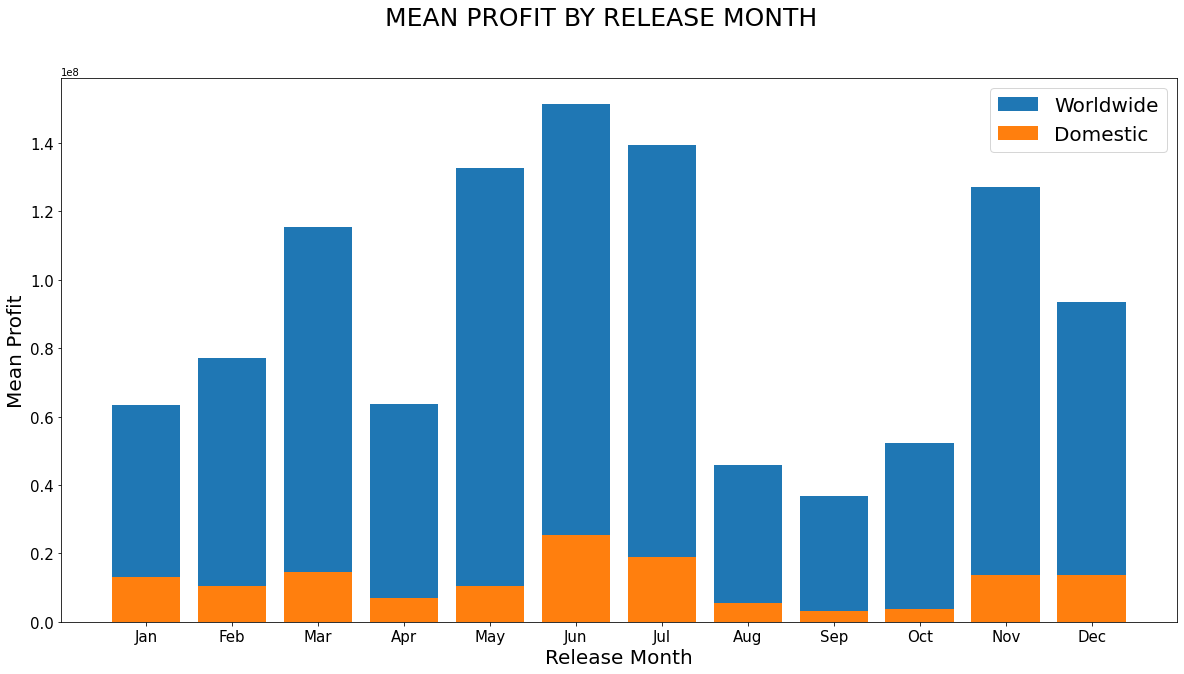 MEAN PROFIT BY RELEASE MONTH
1e8
Worldwide
Domestic
1.4
1.2
1.0
0.8
0.6
0.4
0.2
0.0
Mean Profit
Jan Feb Mar Apr May Jun Jul Aug Sep Oct Nov Dec
Release Month